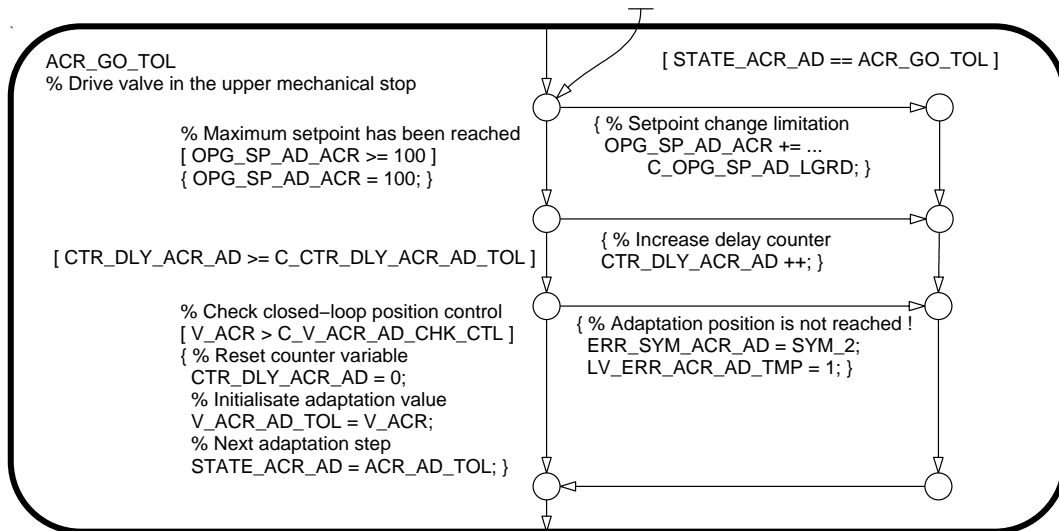 ACR_GO_TOL
% Drive valve in the upper mechanical stop
[ STATE_ACR_AD == ACR_GO_TOL ]
% Maximum setpoint has been reached
[ OPG_SP_AD_ACR >= 100 ]
{ OPG_SP_AD_ACR = 100; }
{ % Setpoint change limitation
OPG_SP_AD_ACR += ...
C_OPG_SP_AD_LGRD; }
[ CTR_DLY_ACR_AD >= C_CTR_DLY_ACR_AD_TOL ]
{ % Increase delay counter
CTR_DLY_ACR_AD ++; }
% Check closed–loop position control
[ V_ACR > C_V_ACR_AD_CHK_CTL ]
{ % Reset counter variable
CTR_DLY_ACR_AD = 0;
% Initialisate adaptation value
V_ACR_AD_TOL = V_ACR;
% Next adaptation step
STATE_ACR_AD = ACR_AD_TOL; }
{ % Adaptation position is not reached !
ERR_SYM_ACR_AD = SYM_2;
LV_ERR_ACR_AD_TMP = 1; }